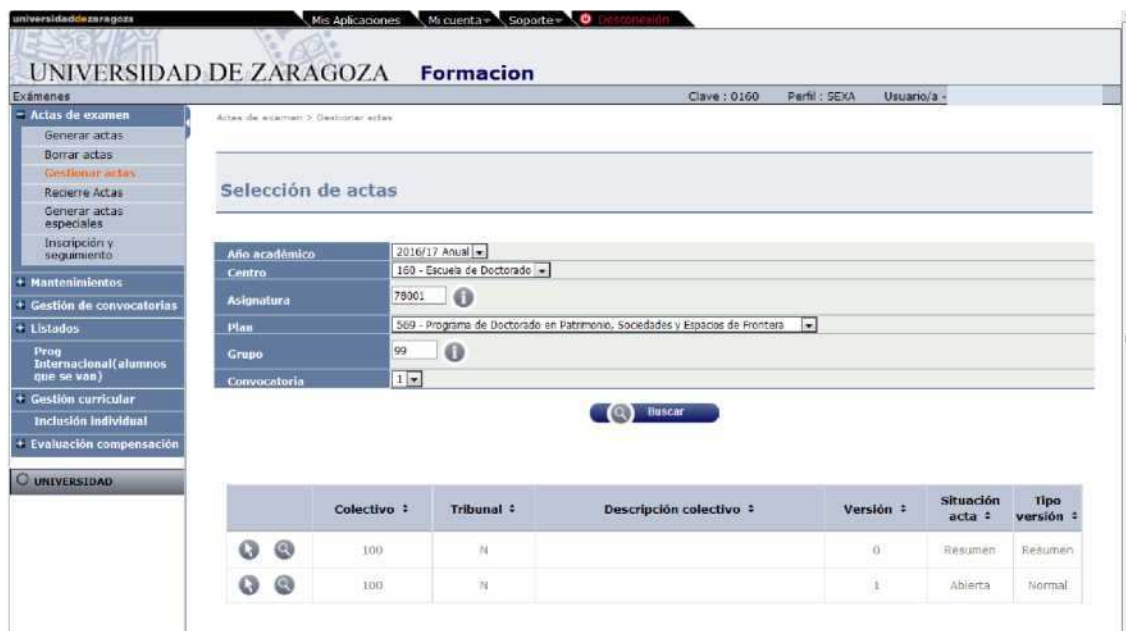 universidaddezaragoza
Mis Aplicaciones Mi cuenta Soporte Desconexión
UNIVERSIDAD DE ZARAGOZA Formacion
Exámenes Clave : 0160 Perfil : SEXA Usuario/a -
Actas de examen
Generar actas
Borrar actas
Gestionar actas
Recierre Actas
Generar actas
especiales
Inscripción y
seguimiento
Mantenimientos
Gestión de convocatorias
Listados
Prog
Internacional(alumnos
que se van)
Gestión curricular
Inclusión individual
Evaluación compensación
UNIVERSIDAD
Actas de examen > Gestionar actas
Selección de actas
Año académico 2016/17 Anual
Centro 160 - Escuela de Doctorado
Asignatura 78001
Plan 569 - Programa de Doctorado en Patrimonio, Sociedades y Espacios de Frontera
Grupo 99
Convocatoria 1
Buscar
Colectivo Tribunal Descripción colectivo Versión Situación acta Tipo versión
100 N 0 Resumen Resumen
100 N 1 Abierta Normal